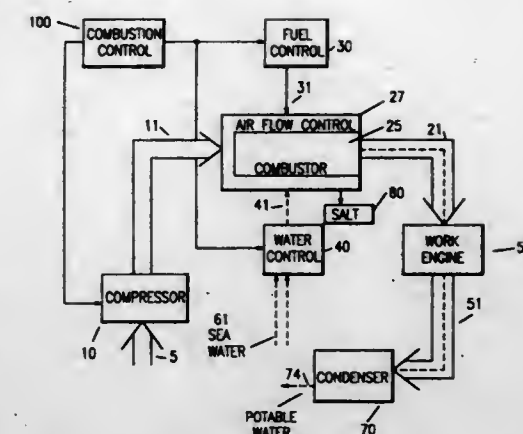 100
COMBUSTION
CONTROL
FUEL
CONTROL
30
31
27
11
AIR FLOW CONTROL
25
21
COMBUSTOR
41
80
SALT
WATER
CONTROL
40
WORK
ENGINE
5
COMPRESSOR
10
5
61
SEA
WATER
51
74
CONDENSER
POTABLE
WATER
70